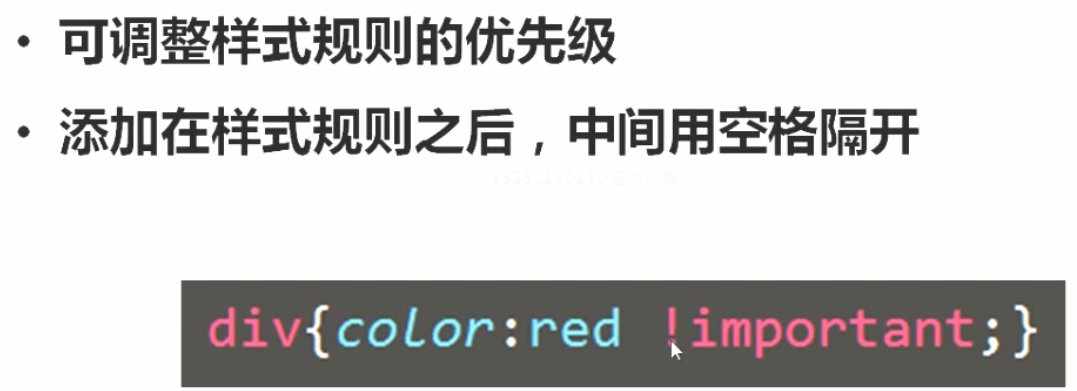 • 可调整样式规则的优先级
• 添加在样式规则之后，中间用空格隔开
div{color:red !important;}